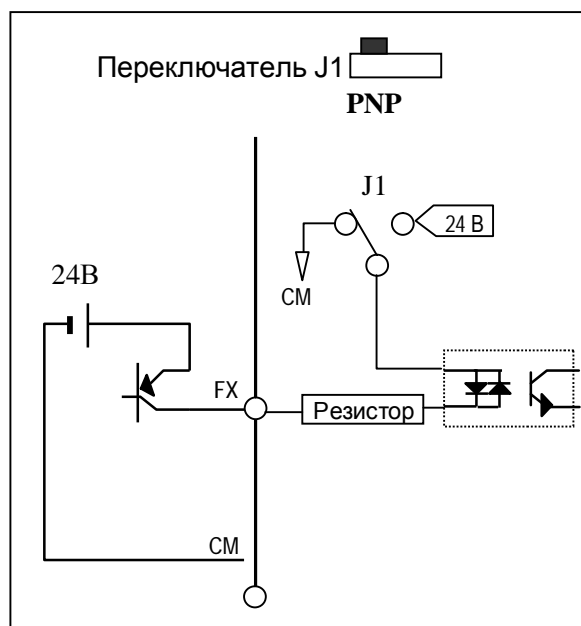 Переключатель J1
PNP
J1
24 В
CM
24В
FX
Резистор
CM